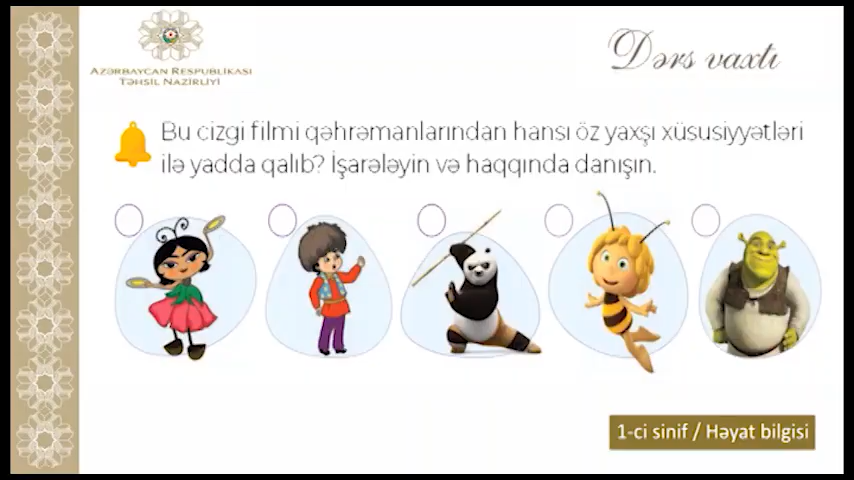 AZƏRBAYCAN RESPUBLİKASI
TƏHSİL NAZİRLİYİ
Dərs vaxtı
Bu cizgi filmi qəhrəmanlarından hansı öz yaxşı xüsusiyyətləri
ilə yadda qalıb? İşarələyin və haqqında danışın.
1-ci sinif / Həyat bilgisi